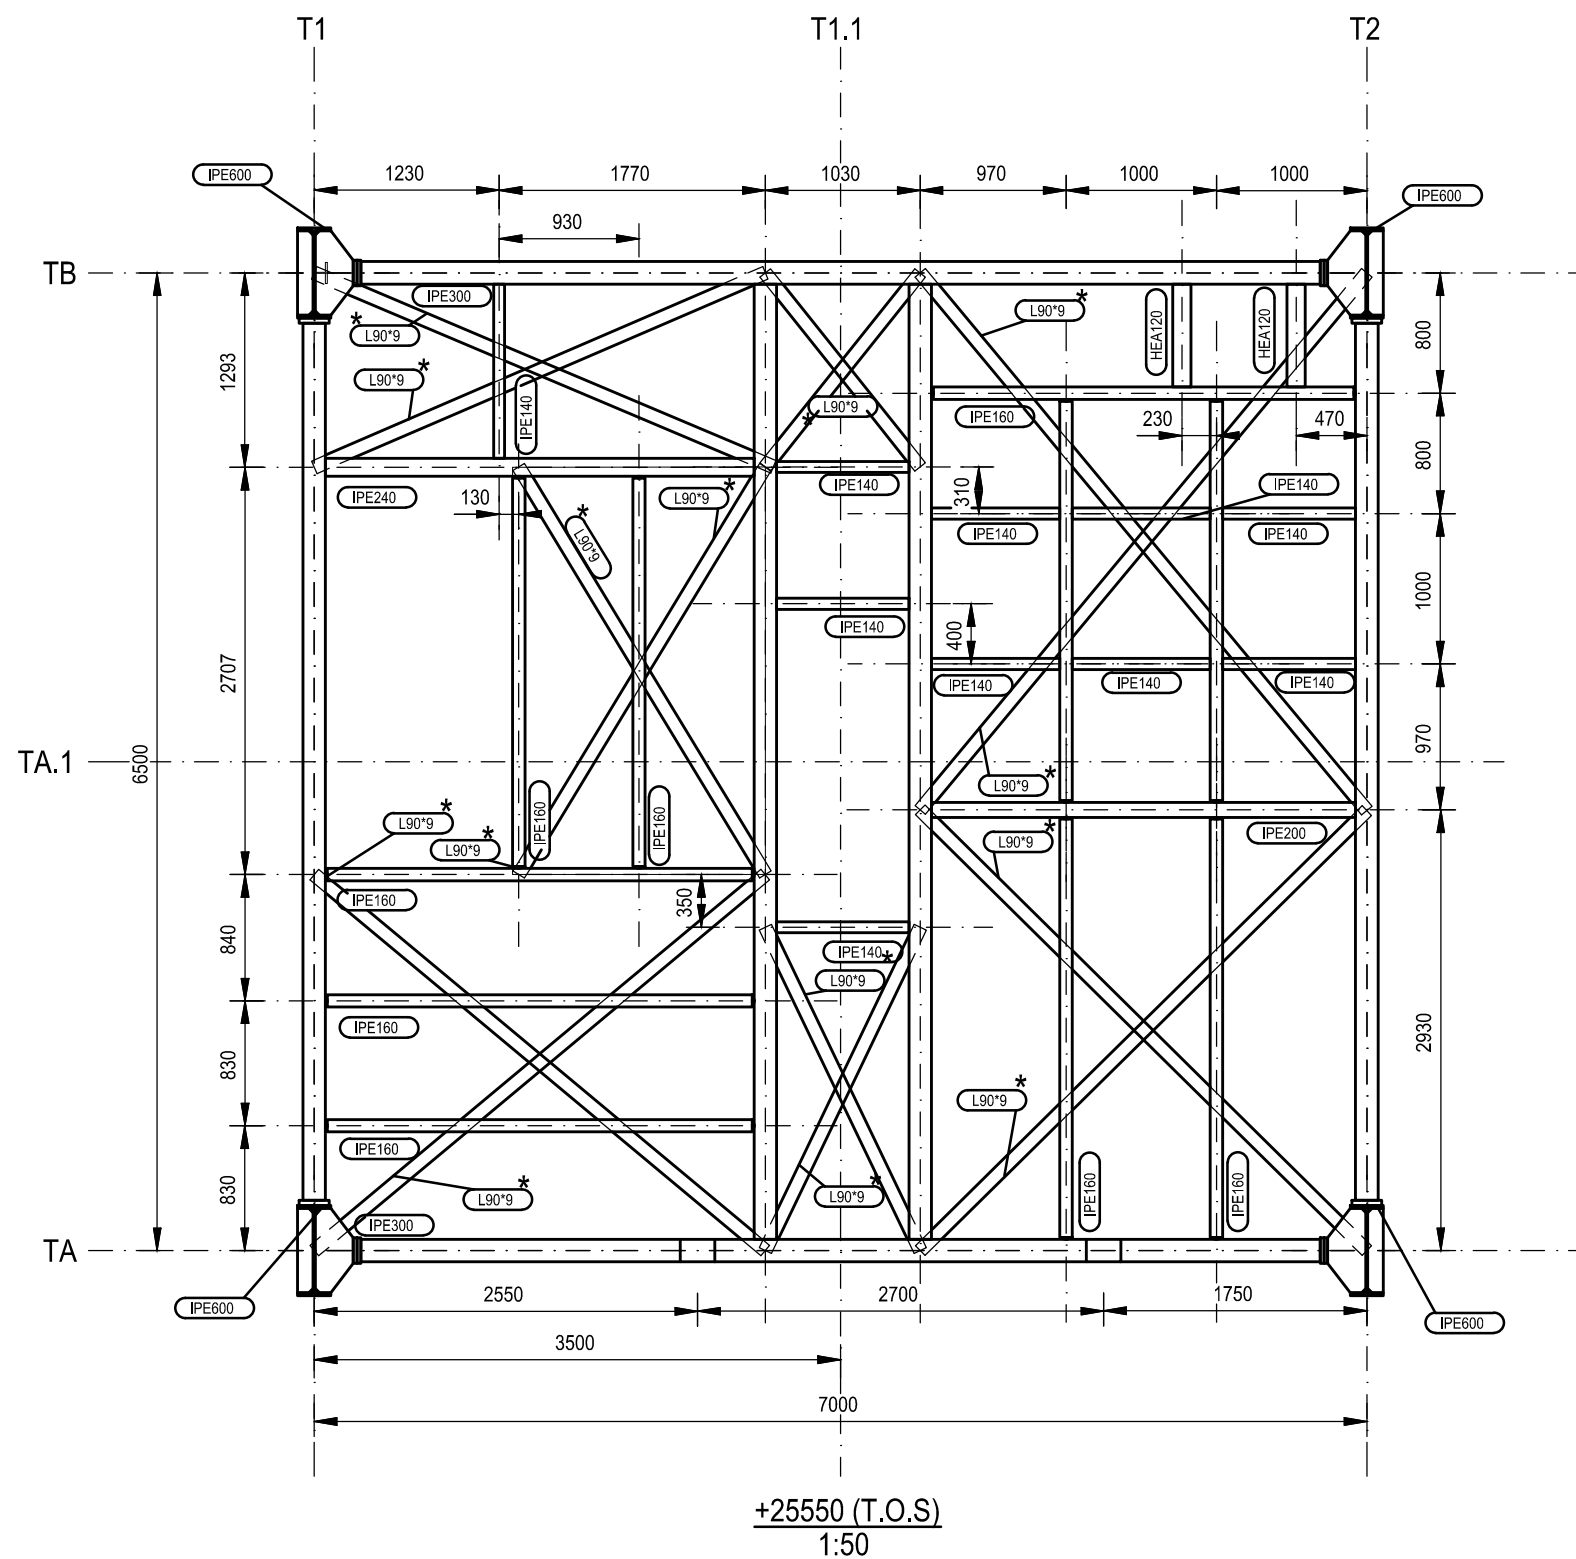 T1 T1.1 T2
1230 1770 1030 970 1000 1000
IPE600 IPE600
930
TB
IPE300 L90*9*
*L90*9 HEA120 HEA120 800
1293 L90*9*
IPE140 *L90*9 IPE160 230 470
IPE240 130 L90*9* IPE140 310 IPE140 800
*L90*9 IPE140 IPE140
1000
IPE140 400
2707 IPE140 IPE140 IPE140
TA.1 6500 970
L90*9* IPE160 IPE160 L90*9*
L90*9* L90*9* IPE200
IPE160 350
840 IPE140
L90*9*
IPE160
2930
830 L90*9*
IPE160 IPE160 IPE160
830 L90*9* L90*9*
IPE300
TA
2550 2700 1750
IPE600 IPE600
3500
7000
+25550 (T.O.S)
1:50